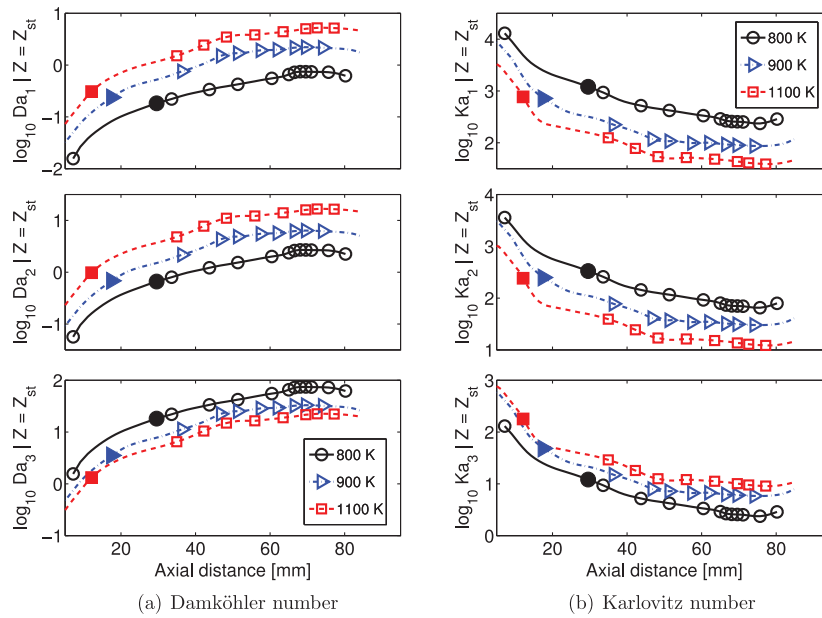 log10 Da1 | Z = Zst
1
0
−1
−2
log10 Da2 | Z = Zst
2
1
0
−1
log10 Da3 | Z = Zst
2
1
0
−1
20
40
60
80
Axial distance [mm]
800 K
900 K
1100 K
(a) Damköhler number
log10 Ka1 | Z = Zst
4
3
2
800 K
900 K
1100 K
log10 Ka2 | Z = Zst
4
3
2
1
log10 Ka3 | Z = Zst
3
2
1
0
20
40
60
80
Axial distance [mm]
(b) Karlovitz number